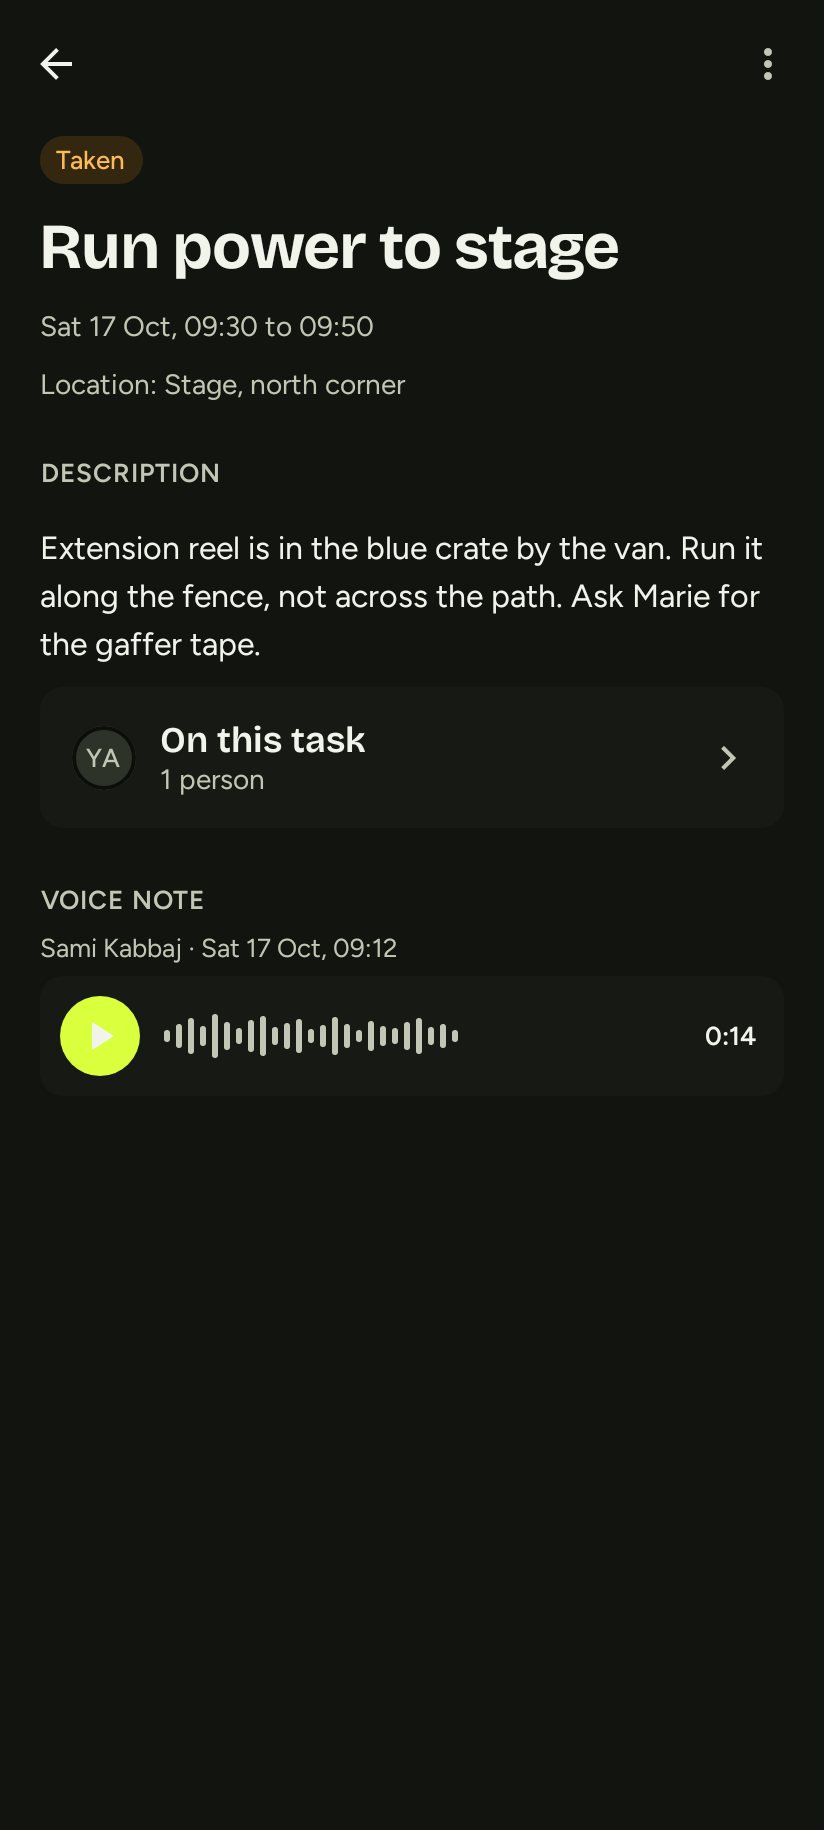 Taken
Run power to stage
Sat 17 Oct, 09:30 to 09:50
Location: Stage, north corner
DESCRIPTION
Extension reel is in the blue crate by the van. Run it
along the fence, not across the path. Ask Marie for
the gaffer tape.
YA
On this task
1 person
VOICE NOTE
Sami Kabbaj · Sat 17 Oct, 09:12
0:14